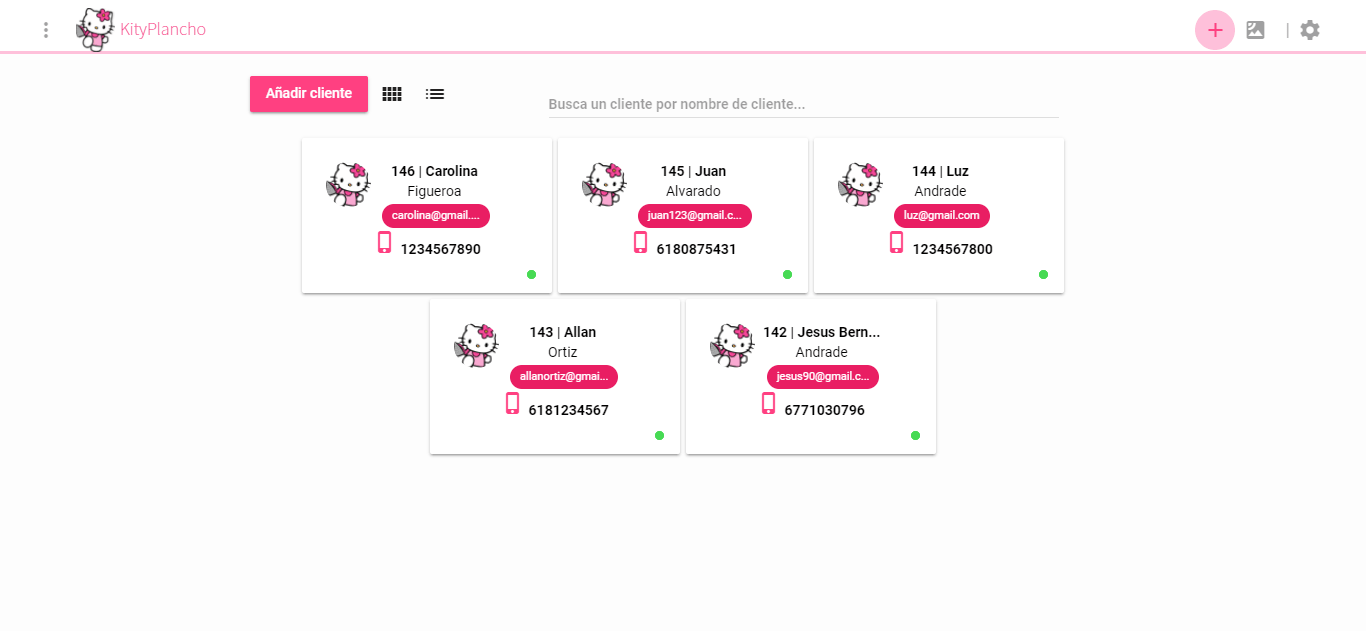 KityPlancho
|
Añadir cliente
Busca un cliente por nombre de cliente...
146 | Carolina
Figueroa
carolina@gmail....
1234567890
145 | Juan
Alvarado
juan123@gmail.c...
6180875431
144 | Luz
Andrade
luz@gmail.com
1234567800
143 | Allan
Ortiz
allanortiz@gmai...
6181234567
142 | Jesus Bern...
Andrade
jesus90@gmail.c...
6771030796